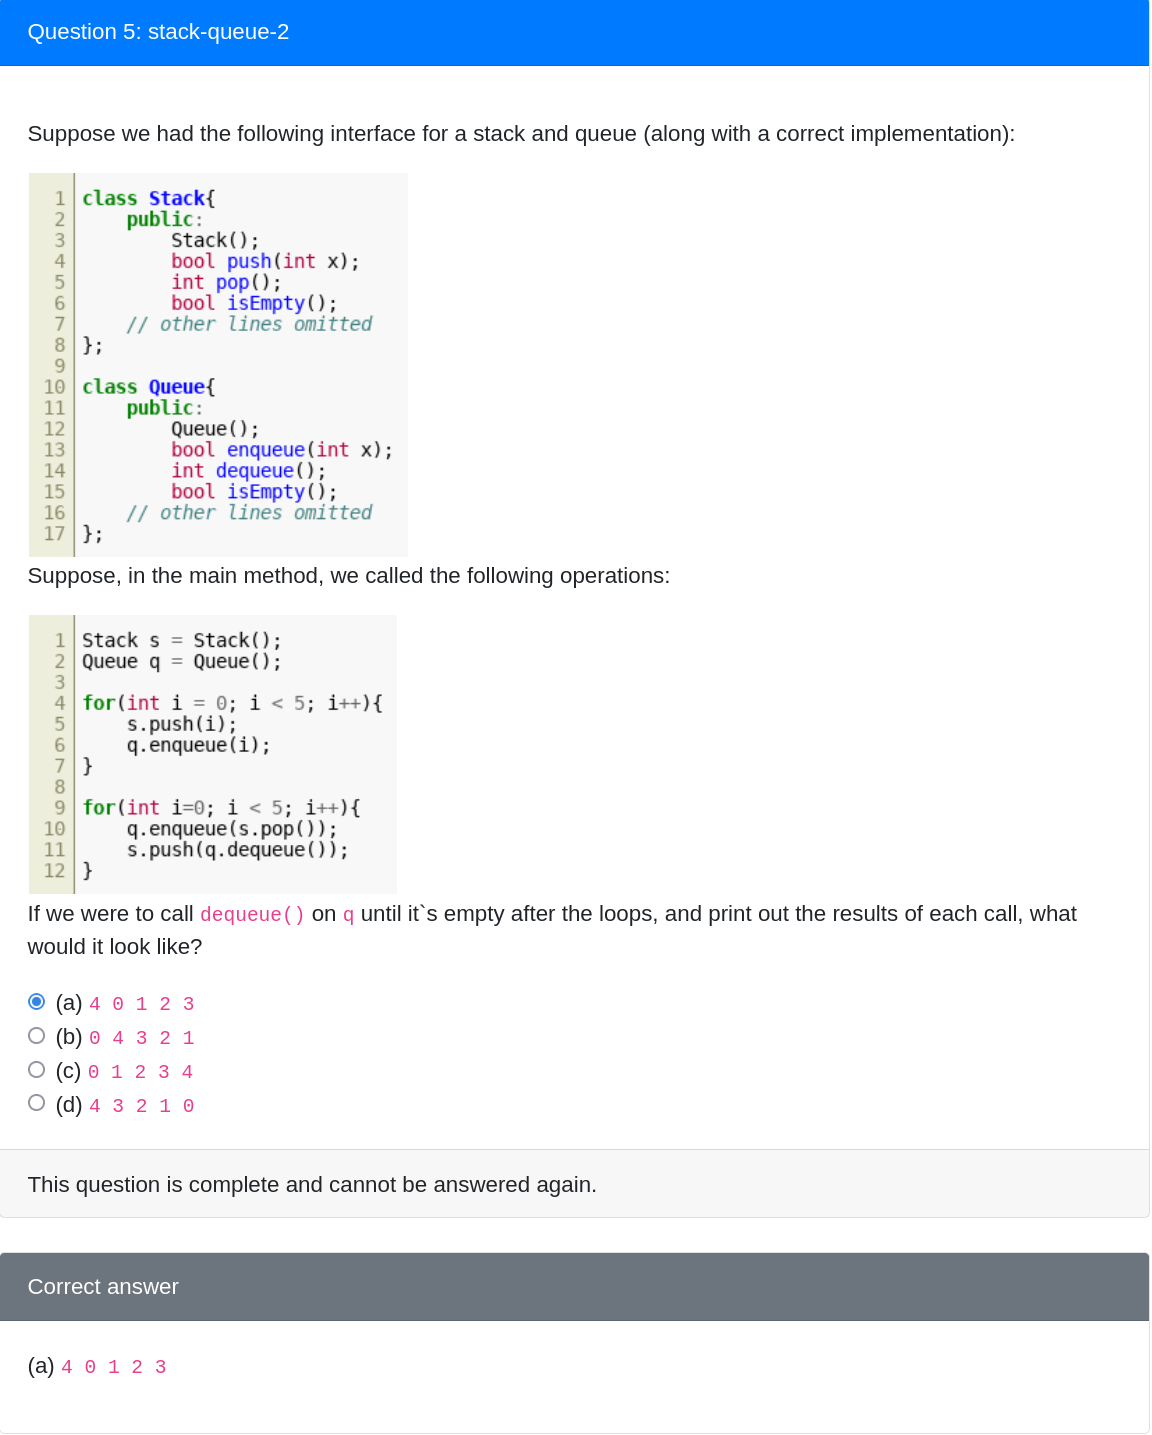 Question 5: stack-queue-2
Suppose we had the following interface for a stack and queue (along with a correct implementation):
1 class Stack{
2     public:
3         Stack();
4         bool push(int x);
5         int pop();
6         bool isEmpty();
7     // other lines omitted
8 };
9
10 class Queue{
11     public:
12         Queue();
13         bool enqueue(int x);
14         int dequeue();
15         bool isEmpty();
16     // other lines omitted
17 };
Suppose, in the main method, we called the following operations:
1 Stack s = Stack();
2 Queue q = Queue();
3
4 for(int i = 0; i < 5; i++){
5     s.push(i);
6     q.enqueue(i);
7 }
8
9 for(int i=0; i < 5; i++){
10     q.enqueue(s.pop());
11     s.push(q.dequeue());
12 }
If we were to call dequeue() on q until it`s empty after the loops, and print out the results of each call, what
would it look like?
(a) 4 0 1 2 3
(b) 0 4 3 2 1
(c) 0 1 2 3 4
(d) 4 3 2 1 0
This question is complete and cannot be answered again.
Correct answer
(a) 4 0 1 2 3